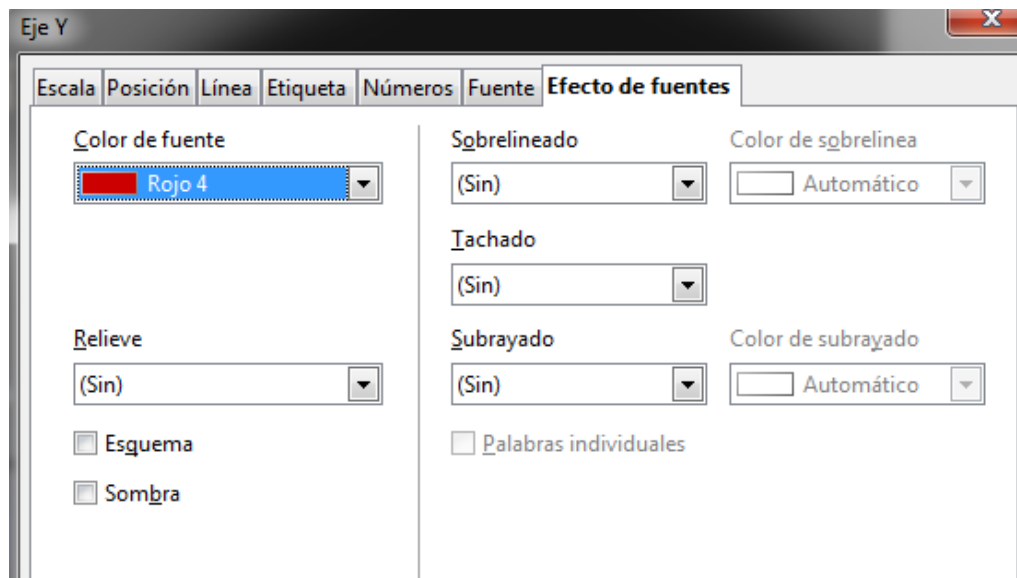 Eje Y
Escala Posición Línea Etiqueta Números Fuente Efecto de fuentes
Color de fuente
Rojo 4
Relieve
(Sin)
Esquema
Sombra
Sobrelineado
(Sin)
Color de sobrelinea
Automático
Tachado
(Sin)
Subrayado
(Sin)
Color de subrayado
Automático
Palabras individuales